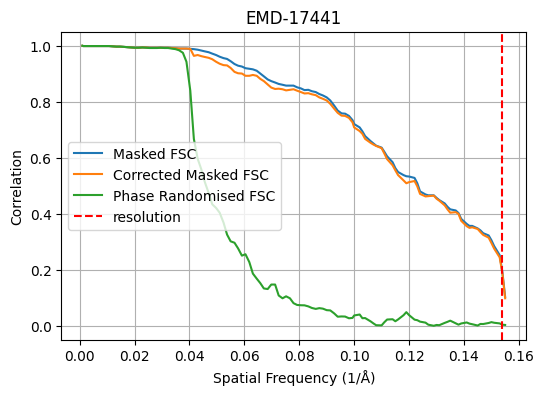 EMD-17441
1.0
0.8
0.6
0.4
0.2
0.0
Correlation
Masked FSC
Corrected Masked FSC
Phase Randomised FSC
resolution
0.00 0.02 0.04 0.06 0.08 0.10 0.12 0.14 0.16
Spatial Frequency (1/Å)